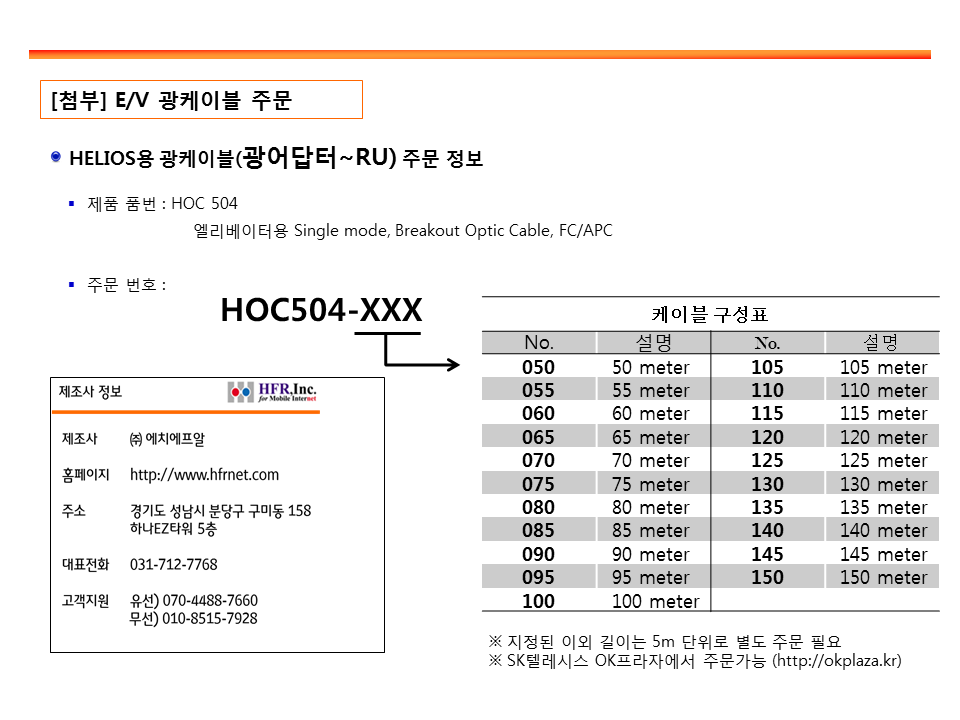 [첨부] E/V 광케이블 주문
HELIOS용 광케이블(광어답터~RU) 주문 정보
제품 품번 : HOC 504
엘리베이터용 Single mode, Breakout Optic Cable, FC/APC
주문 번호 :
HOC504-XXX
제조사 정보 HFR,Inc.
for Mobile Internet
제조사 ㈜ 에치에프알
홈페이지 http://www.hfrnet.com
주소 경기도 성남시 분당구 구미동 158
하나EZ타워 5층
대표전화 031-712-7768
고객지원 유선) 070-4488-7660
무선) 010-8515-7928
케이블 구성표
No. 설명 No. 설명
050 50 meter 105 105 meter
055 55 meter 110 110 meter
060 60 meter 115 115 meter
065 65 meter 120 120 meter
070 70 meter 125 125 meter
075 75 meter 130 130 meter
080 80 meter 135 135 meter
085 85 meter 140 140 meter
090 90 meter 145 145 meter
095 95 meter 150 150 meter
100 100 meter
※ 지정된 이외 길이는 5m 단위로 별도 주문 필요
※ SK텔레시스 OK프라자에서 주문가능 (http://okplaza.kr)